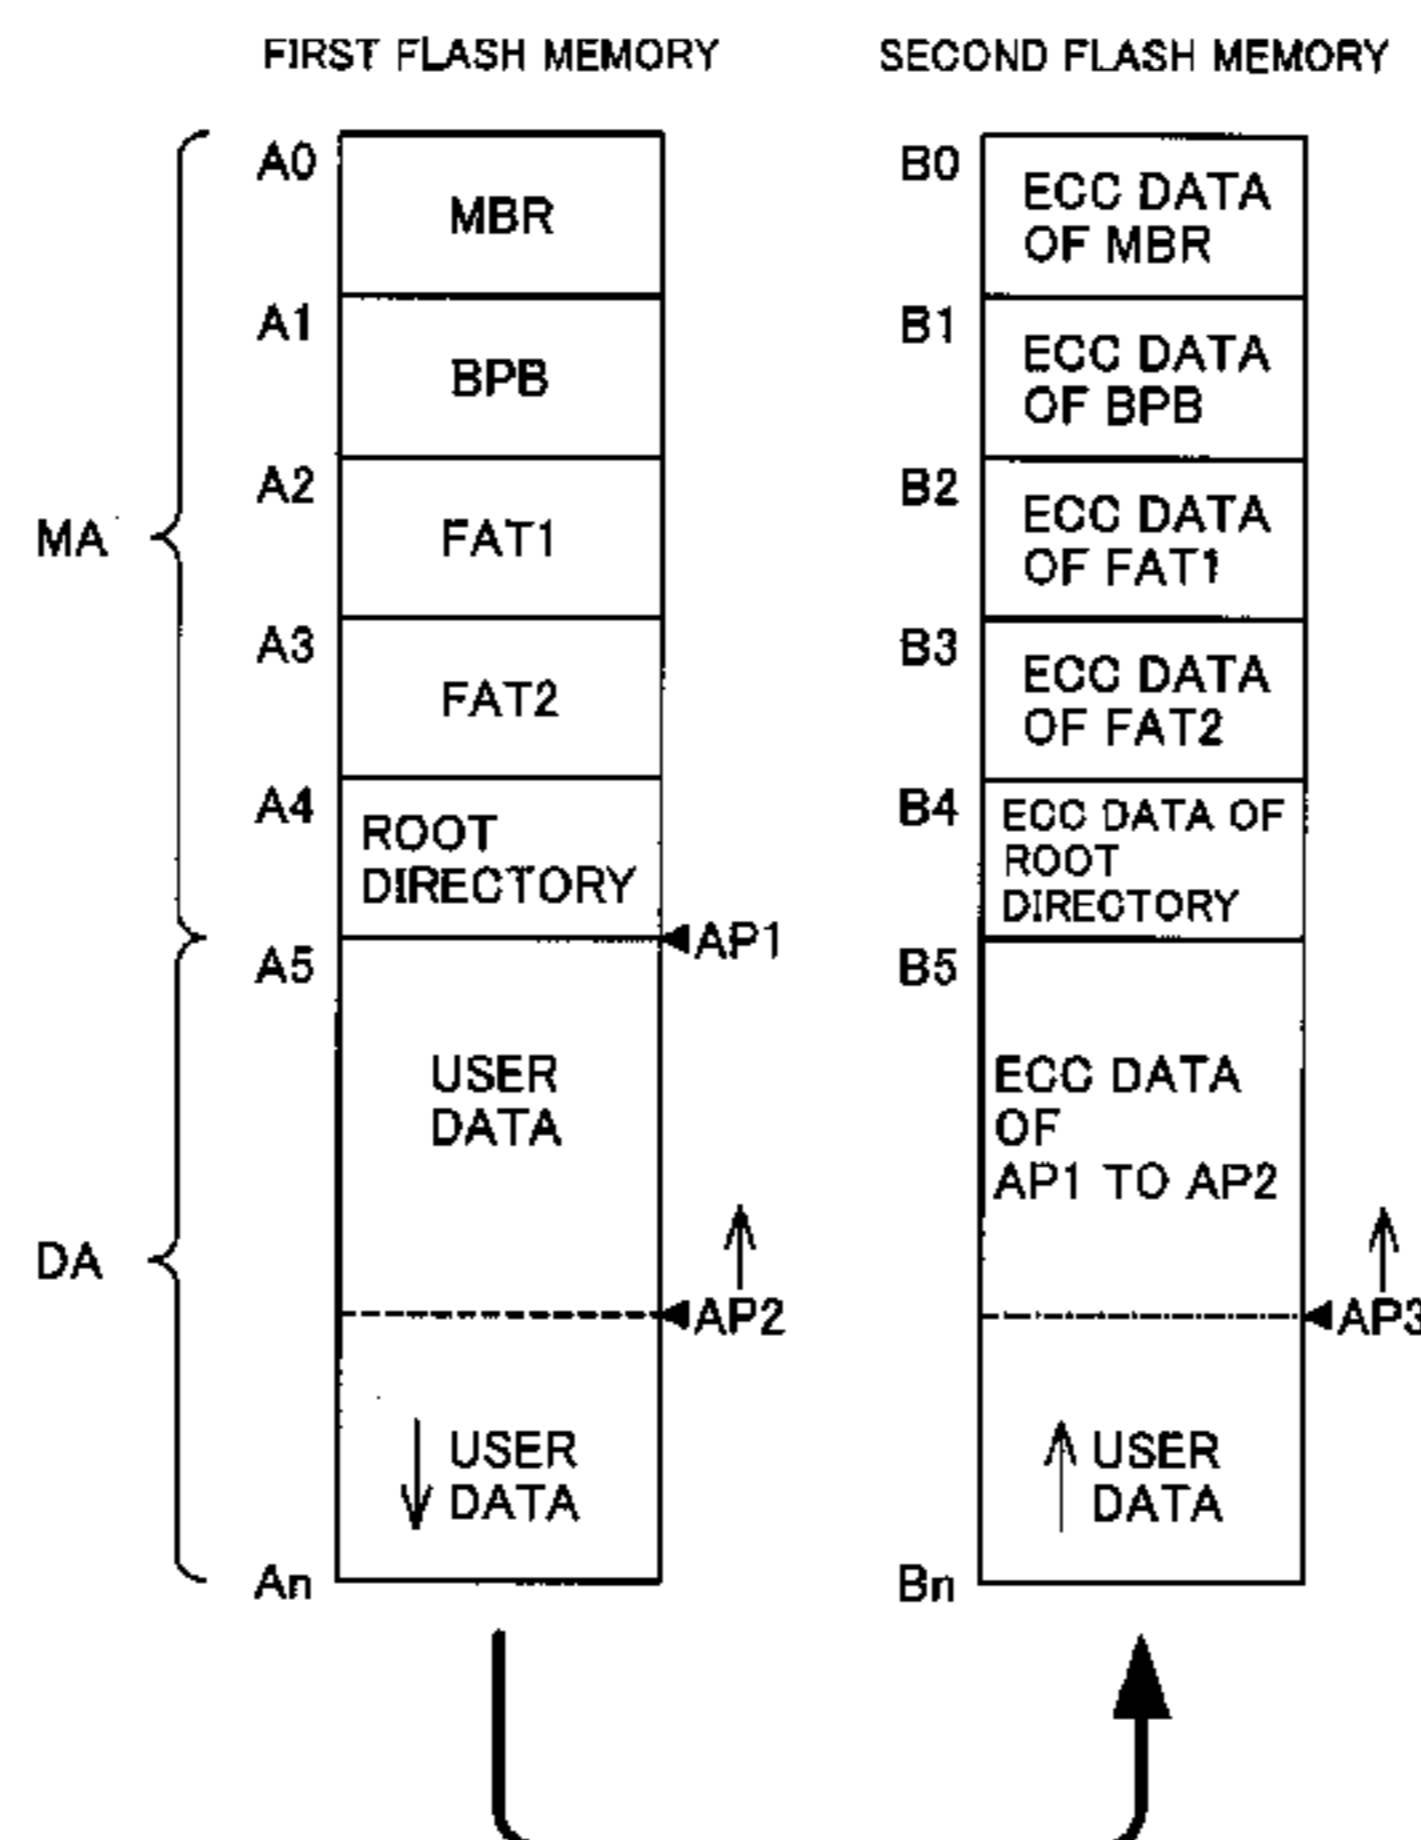 FIRST FLASH MEMORY
SECOND FLASH MEMORY
MA
DA
A0
MBR
A1
BPB
A2
FAT1
A3
FAT2
A4
ROOT
DIRECTORY
AP1
A5
USER
DATA
AP2
USER
DATA
An
B0
ECC DATA
OF MBR
B1
ECC DATA
OF BPB
B2
ECC DATA
OF FAT1
B3
ECC DATA
OF FAT2
B4
ECC DATA OF
ROOT
DIRECTORY
B5
ECC DATA
OF
AP1 TO AP2
AP3
USER
DATA
Bn